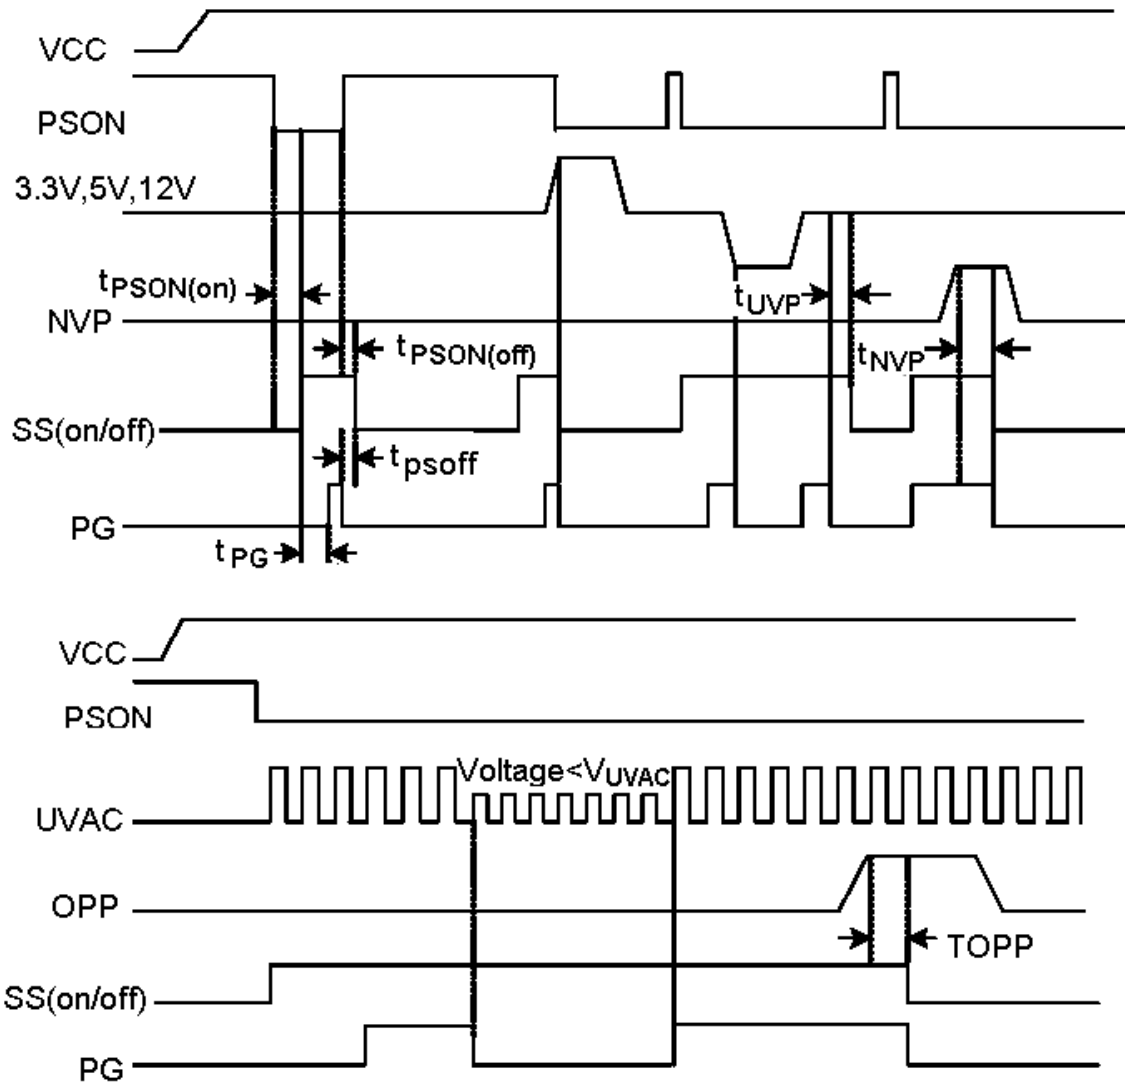 VCC
PSON
3.3V,5V,12V
tPSON(on)
tUVP
NVP
tPSON(off)
tNVP
SS(on/off)
tpsoff
PG
tPG
VCC
PSON
Voltage<VUVAC
UVAC
OPP
TOPP
SS(on/off)
PG